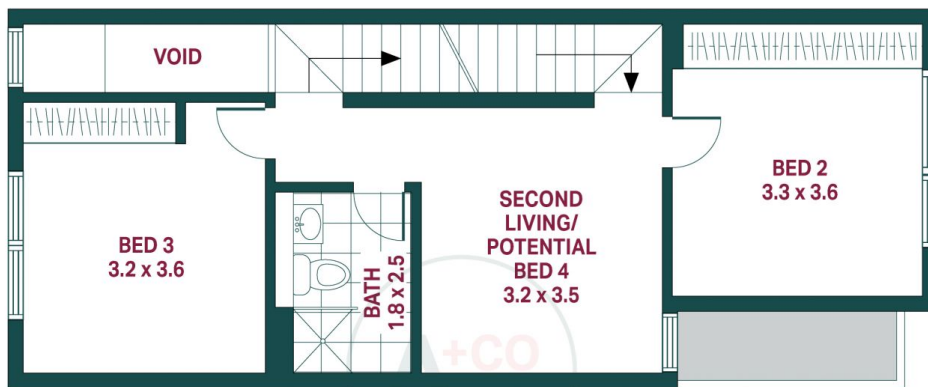 VOID
BED 3
3.2 x 3.6
BATH
1.8 x 2.5
SECOND
LIVING/
POTENTIAL
BED 4
3.2 x 3.5
BED 2
3.3 x 3.6
A+CO